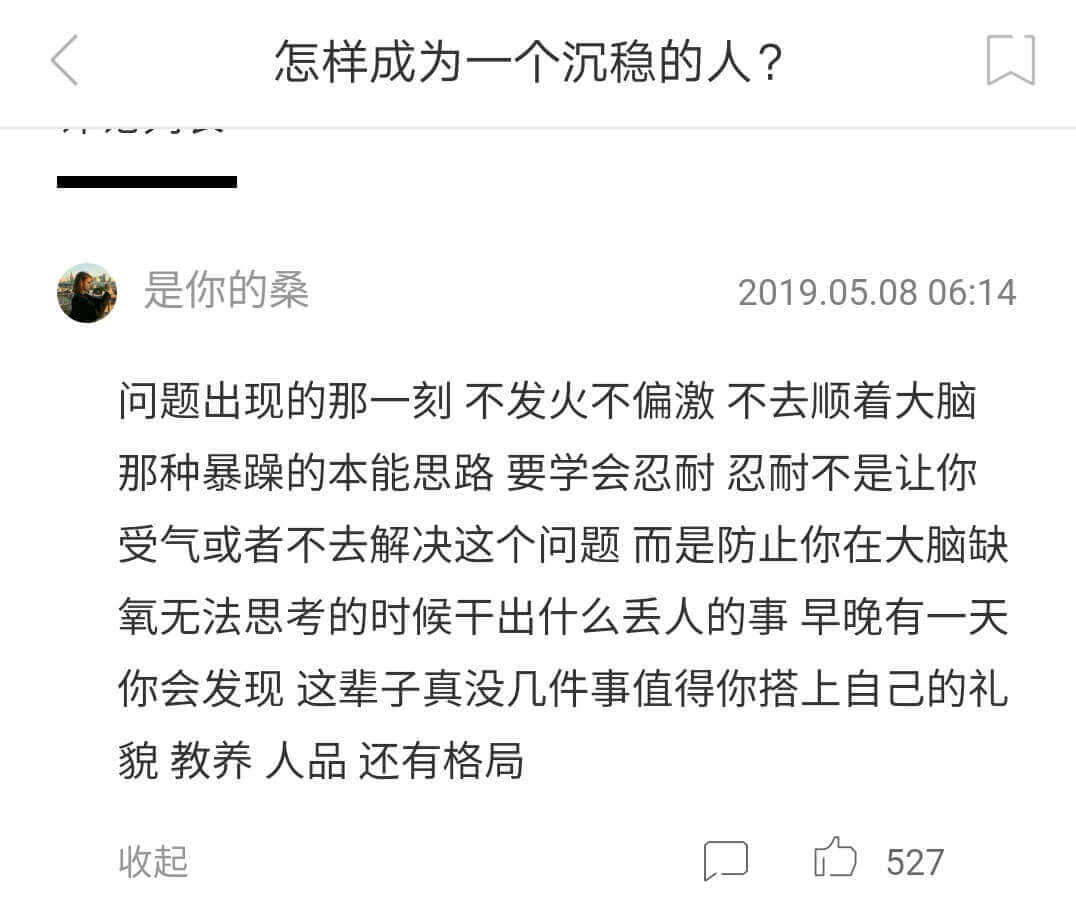 怎样成为一个沉稳的人？
是你的桑
2019.05.08 06:14
问题出现的那一刻 不发火不偏激 不去顺着大脑
那种暴躁的本能思路 要学会忍耐 忍耐不是让你
受气或者不去解决这个问题 而是防止你在大脑缺
氧无法思考的时候干出什么丢人的事 早晚有一天
你会发现 这辈子真没几件事值得你搭上自己的礼
貌 教养 人品 还有格局
收起
527